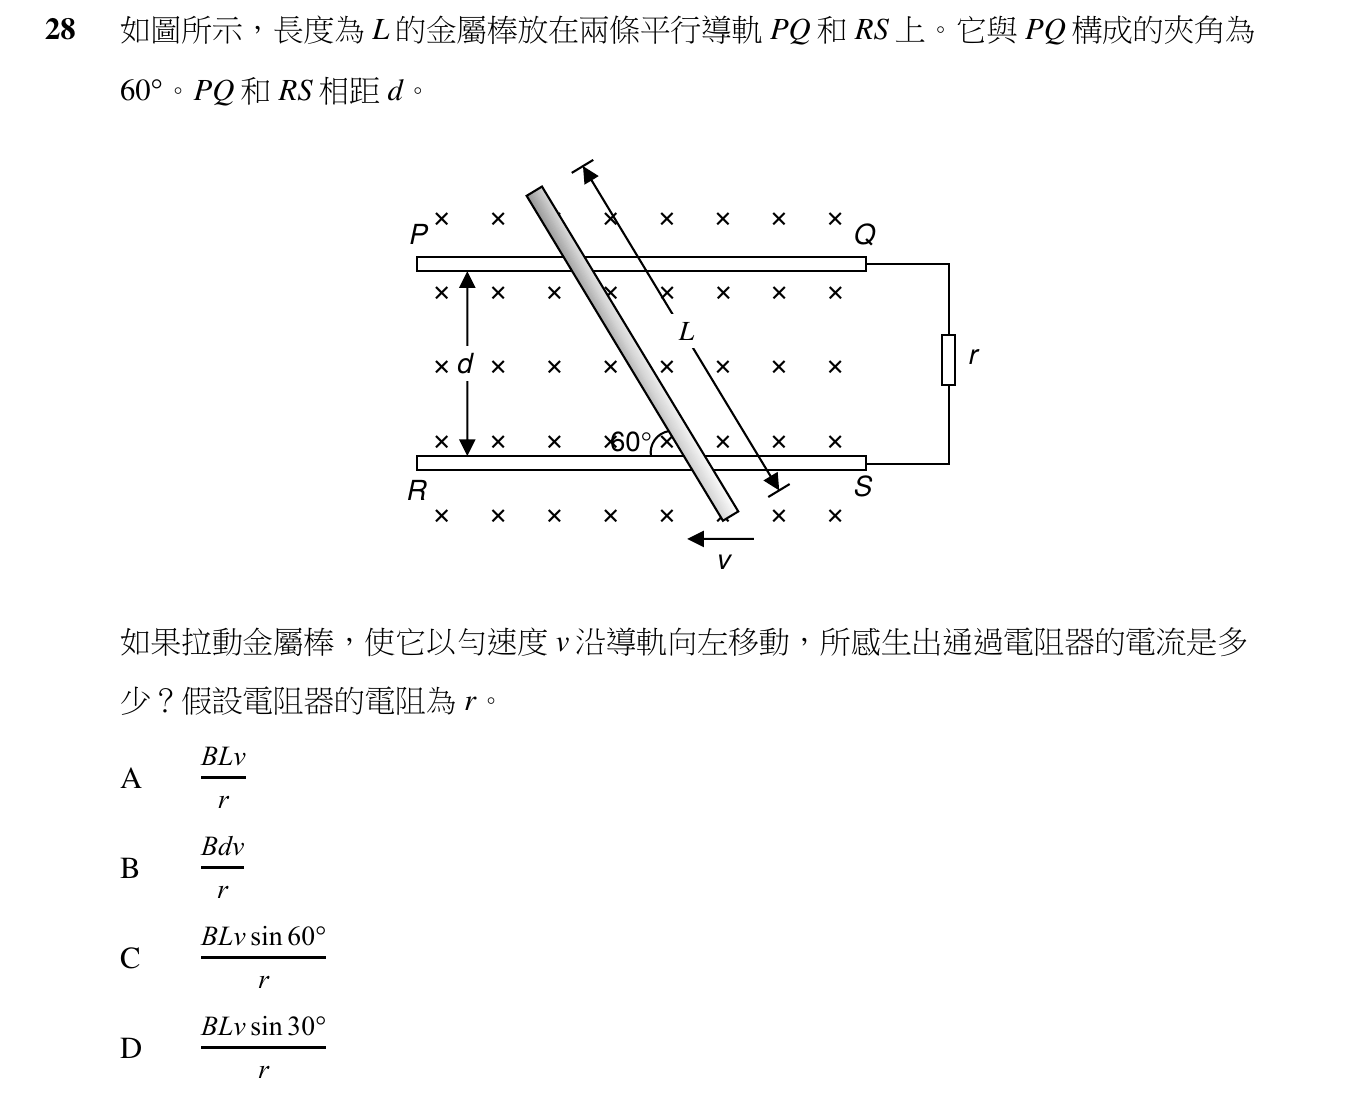 28 如圖所示，長度為 L 的金屬棒放在兩條平行導軌 PQ 和 RS 上。它與 PQ 構成的夾角為
60°。PQ 和 RS 相距 d。
P
Q
L
d
r
60°
R
S
v
如果拉動金屬棒，使它以勻速度 v 沿導軌向左移動，所感生出通過電阻器的電流是多
少？假設電阻器的電阻為 r。
A BLv/r
B Bdv/r
C BLv sin 60°/r
D BLv sin 30°/r